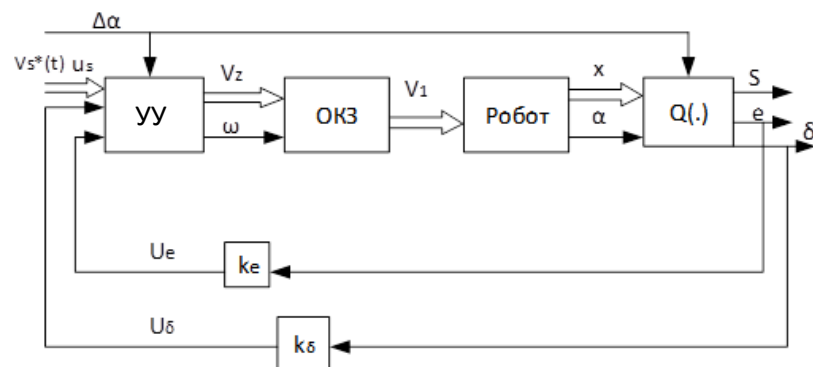 Δα
Vs*(t) us
Vz
V1
x
S
УУ
ОКЗ
Робот
Q(.)
ω
α
e
δ
Ue
ke
Uδ
kδ